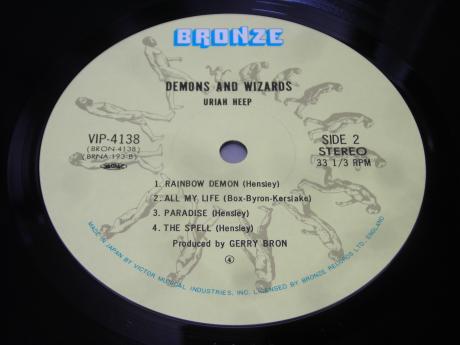 BRONZE
DEMONS AND WIZARDS
URIAH HEEP
VIP-4138
(BRON-4138)
(BRNA 193 B)
SIDE 2
STEREO
33 1/3 RPM
1. RAINBOW DEMON (Hensley)
2. ALL MY LIFE (Box-Byron-Kerslake)
3. PARADISE (Hensley)
4. THE SPELL (Hensley)
Produced by GERRY BRON
④
MADE IN JAPAN BY VICTOR MUSICAL INDUSTRIES, INC. LICENSED BY BRONZE RECORDS LTD., ENGLAND